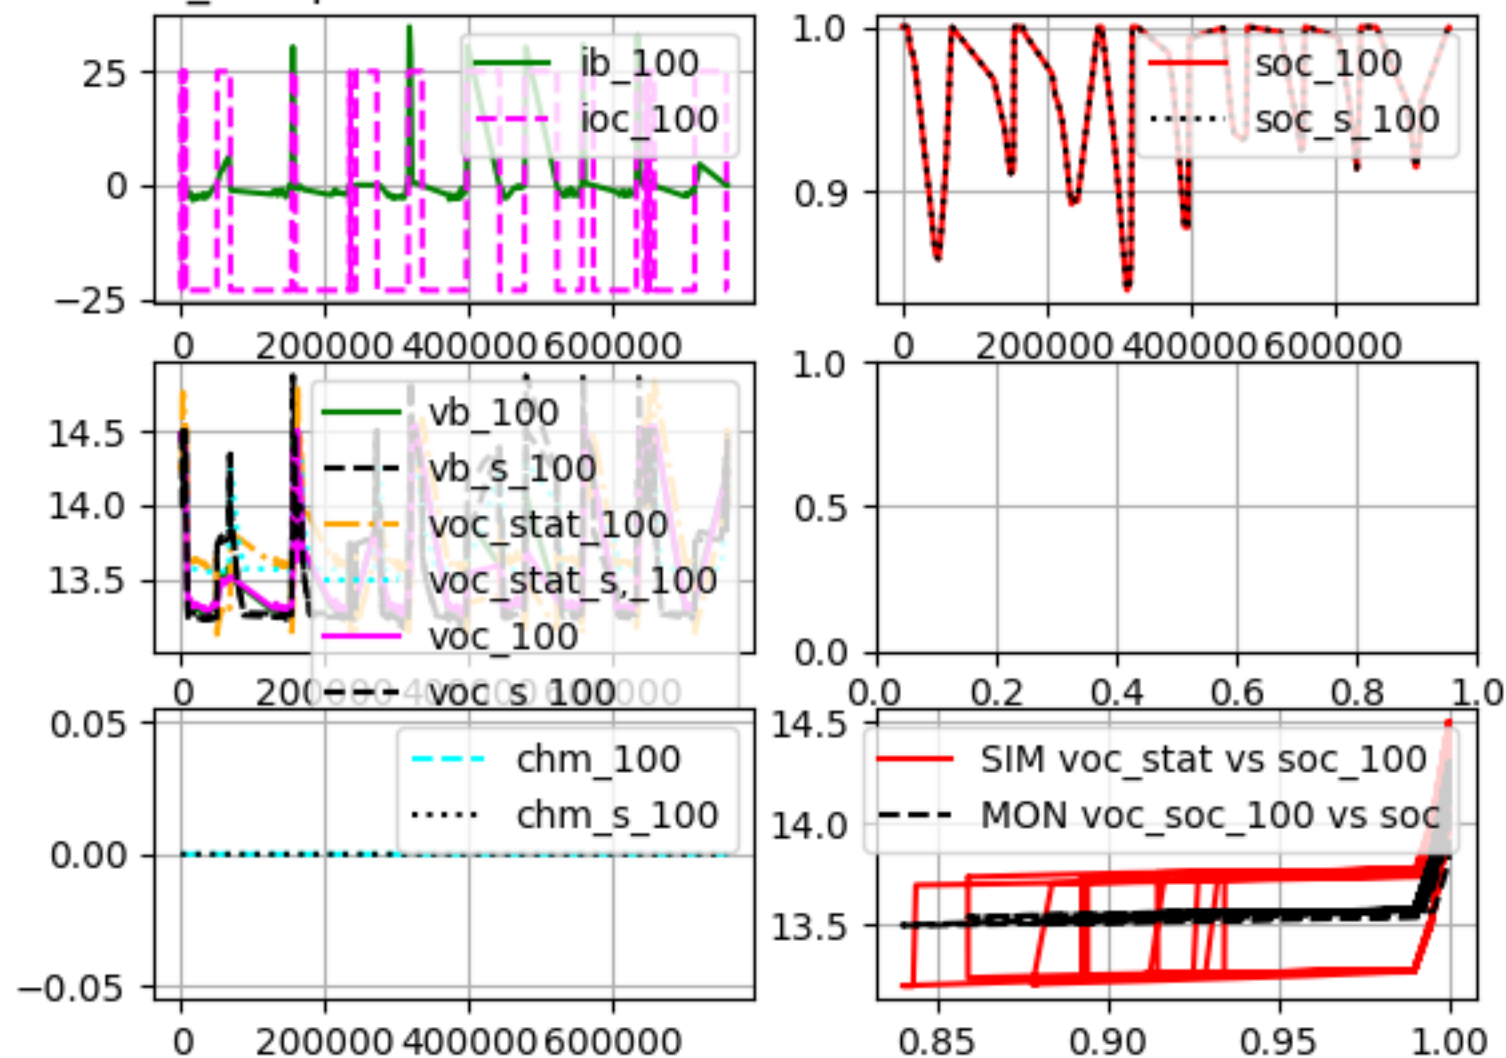 25
0
−25
ib_100
ioc_100
0 200000 400000 600000
1.0
0.9
soc_100
soc_s_100
0 200000 400000 600000
14.5
14.0
13.5
vb_100
vb_s_100
voc_stat_100
voc_stat_s,_100
voc_100
voc_s_100
0 200000 400000 600000
1.0
0.5
0.0
0.0 0.2 0.4 0.6 0.8 1.0
0.05
0.00
−0.05
chm_100
chm_s_100
0 200000 400000 600000
14.5
14.0
13.5
SIM voc_stat vs soc_100
MON voc_soc_100 vs soc
0.85 0.90 0.95 1.00